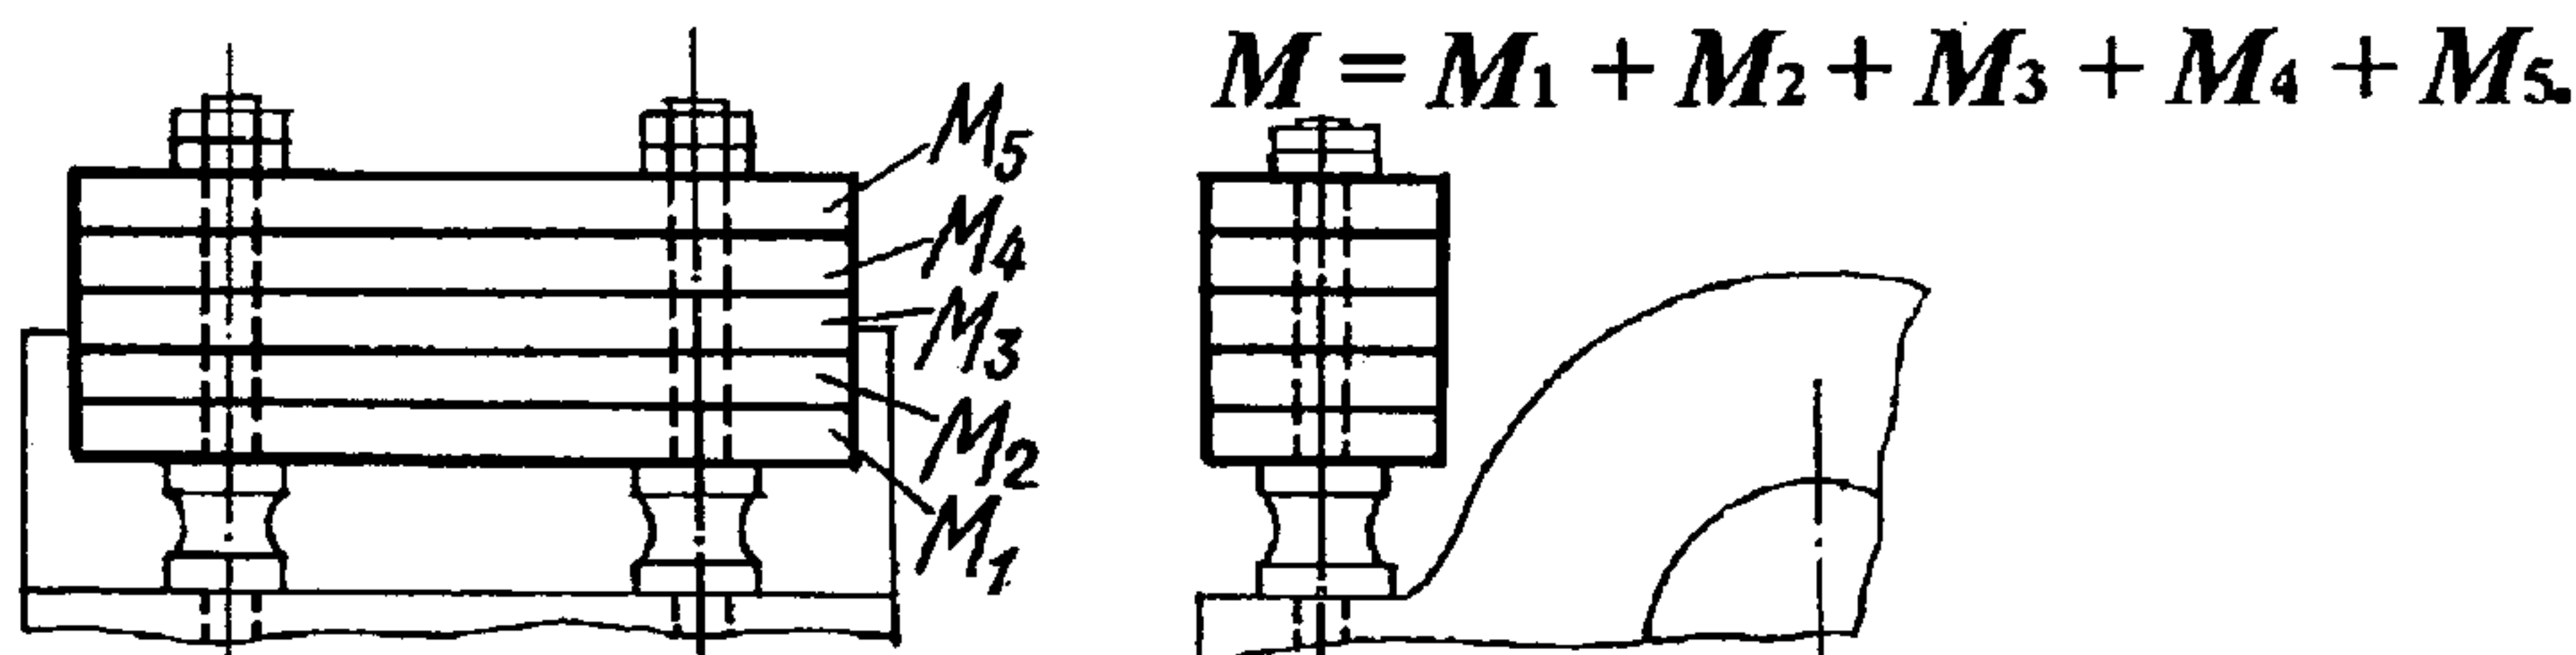 M = M₁ + M₂ + M₃ + M₄ + M₅.
M₅
M₄
M₃
M₂
M₁